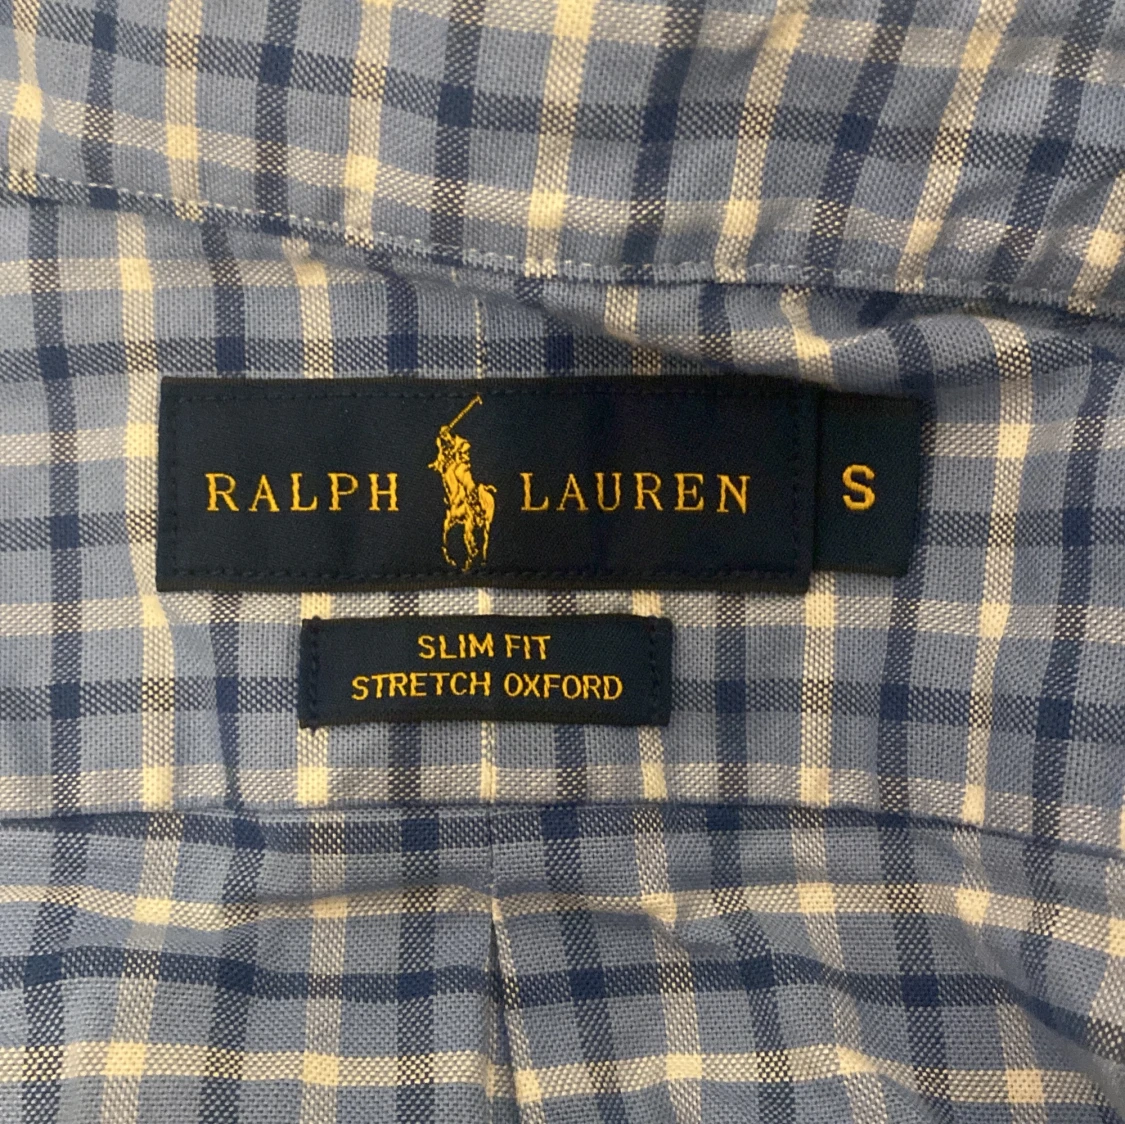 RALPH LAUREN S
SLIM FIT
STRETCH OXFORD